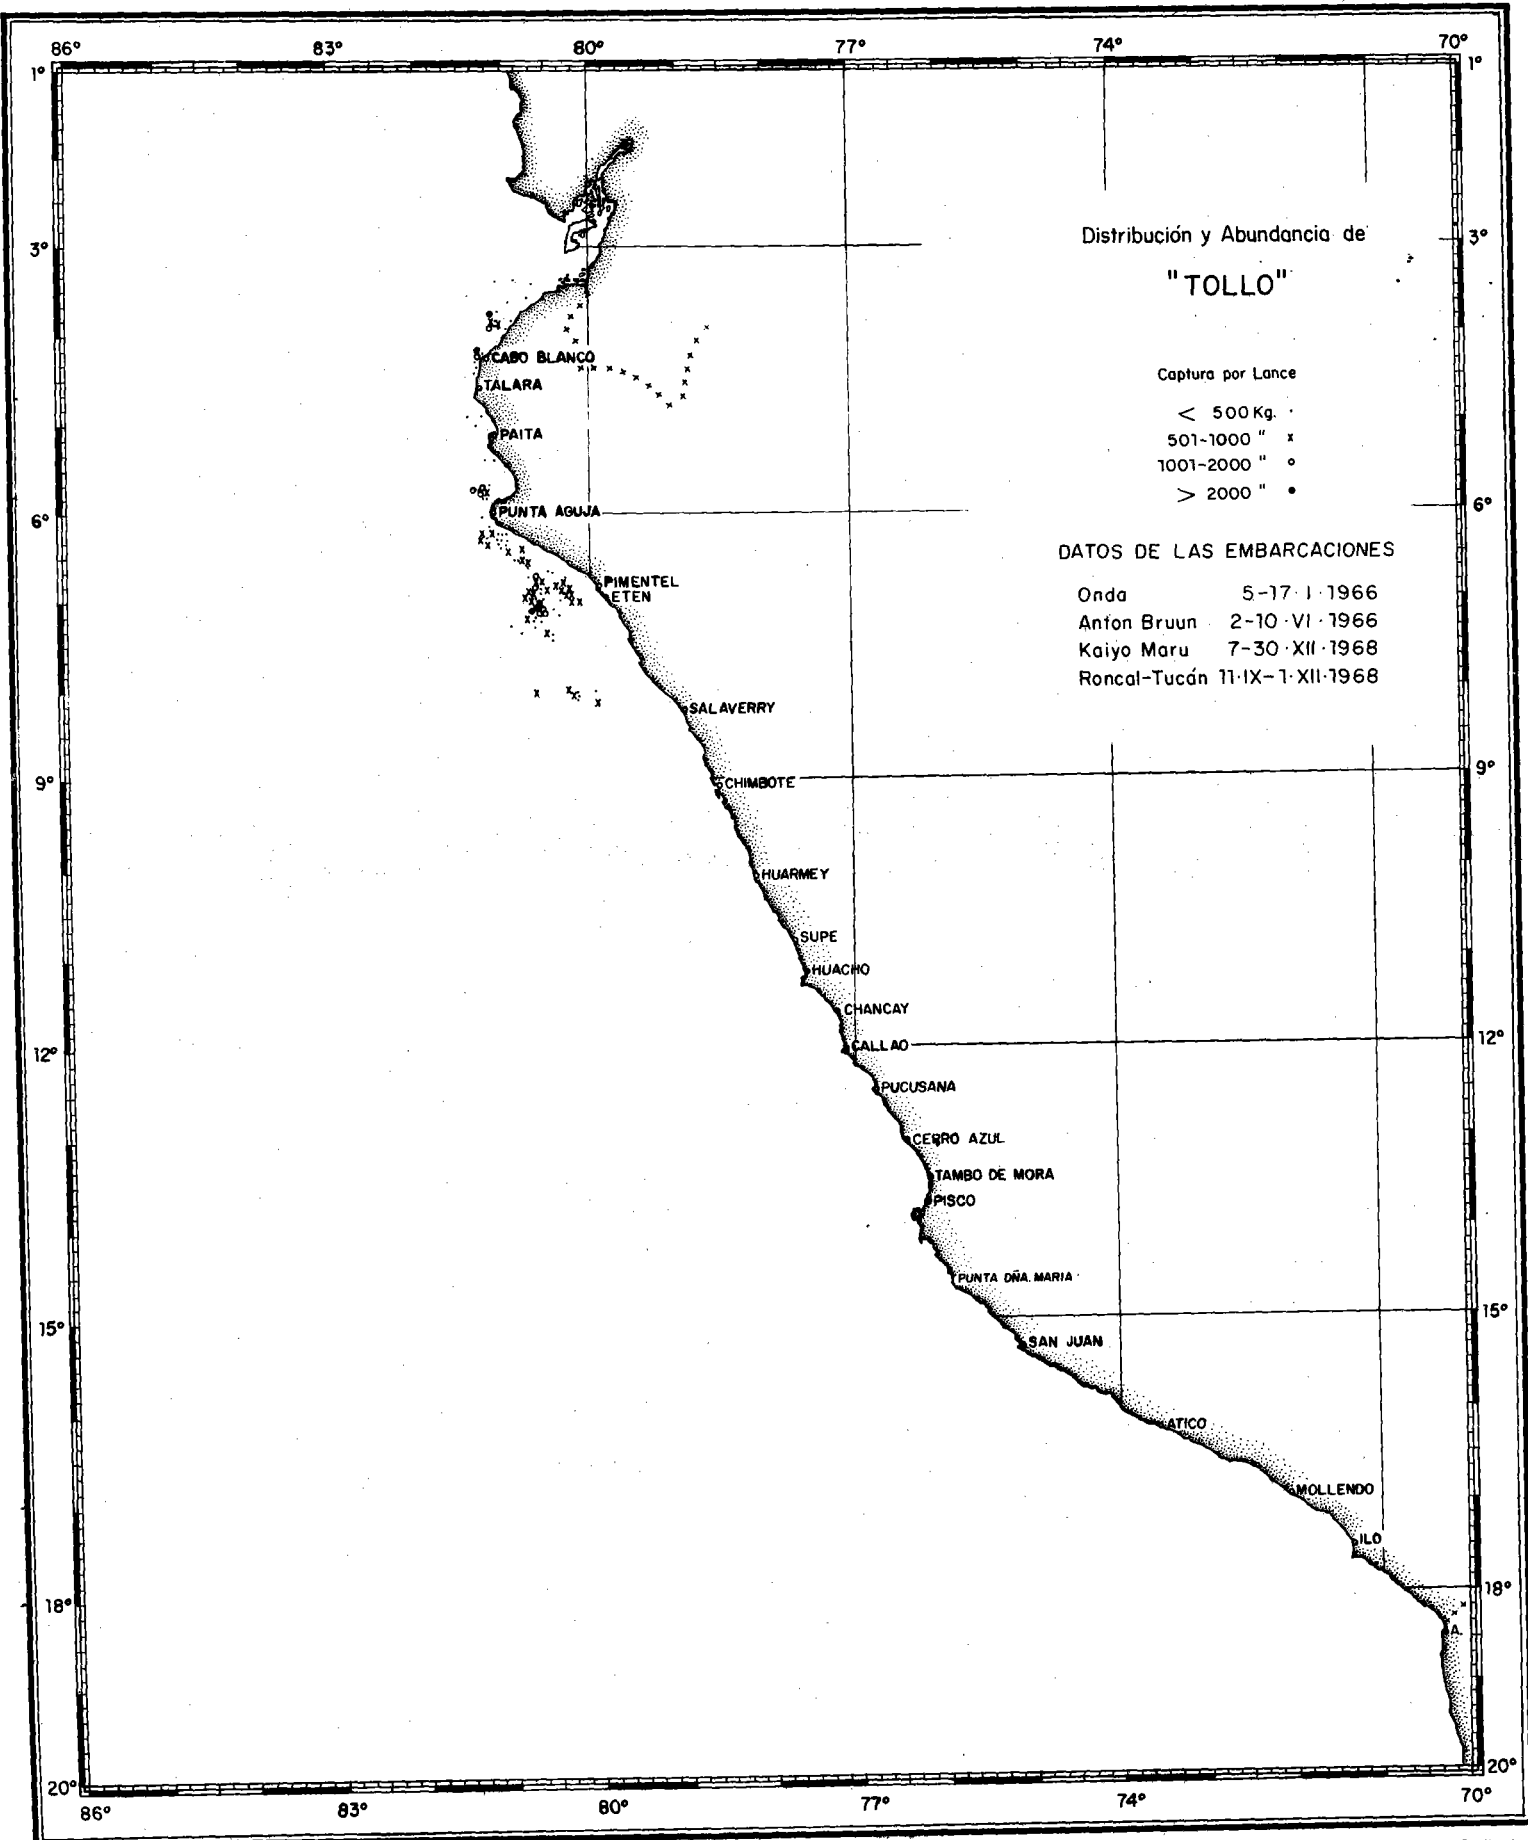 86° 83° 80° 77° 74° 70°
1° 1°
3° 3°
Distribución y Abundancia de
"TOLLO"
CABO BLANCO
TALARA
Captura por Lance
< 500 Kg. ·
501-1000 " x
1001-2000 " o
> 2000 " •
PAITA
6° 6°
PUNTA AGUJA
DATOS DE LAS EMBARCACIONES
Onda 5-17·I·1966
Anton Bruun 2-10·VI·1966
Kaiyo Maru 7-30·XII·1968
Roncal-Tucán 11·IX-1·XII·1968
PIMENTEL
ETEN
SALAVERRY
9° 9°
CHIMBOTE
HUARMEY
SUPE
HUACHO
CHANCAY
12° 12°
CALLAO
PUCUSANA
CERRO AZUL
TAMBO DE MORA
PISCO
PUNTA DÑA. MARIA
15° 15°
SAN JUAN
ATICO
MOLLENDO
ILO
18° 18°
A.
20° 20°
86° 83° 80° 77° 74° 70°